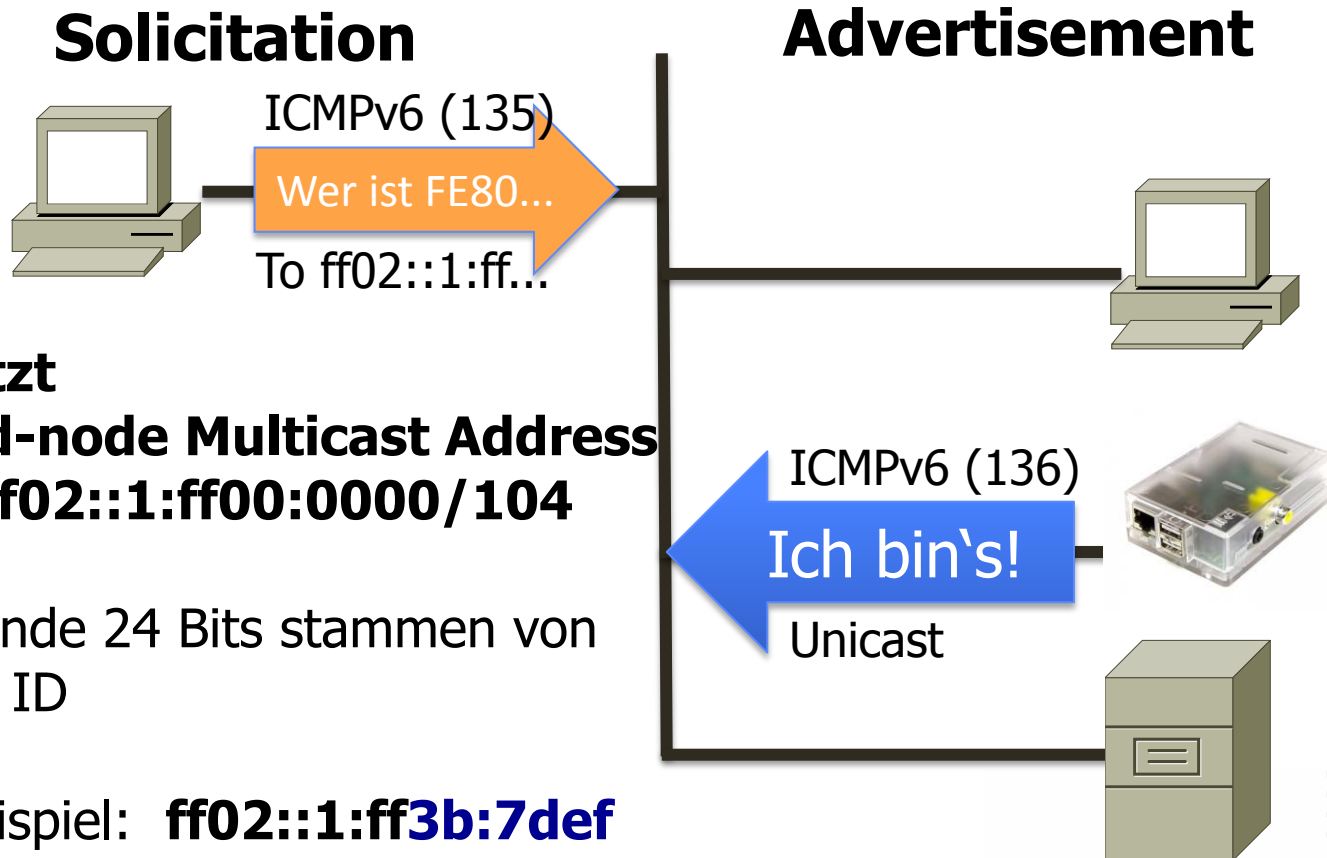 Solicitation
Advertisement
ICMPv6 (135)
Wer ist FE80...
To ff02::1:ff...
tzt
d-node Multicast Address
f02::1:ff00:0000/104
ICMPv6 (136)
Ich bin‘s!
Unicast
nde 24 Bits stammen von
ID
ispiel: ff02::1:ff3b:7def